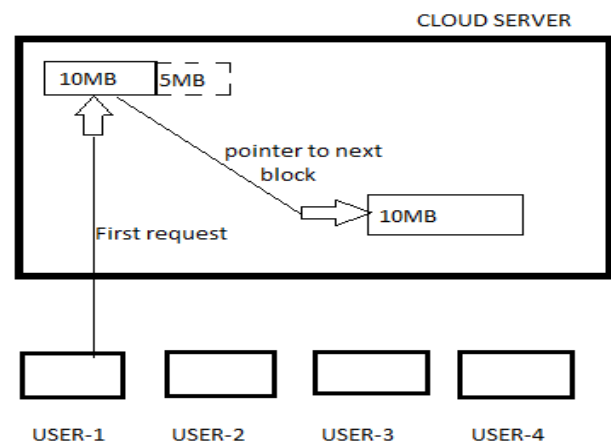 CLOUD SERVER
10MB
5MB
pointer to next
block
10MB
First request
USER-1
USER-2
USER-3
USER-4